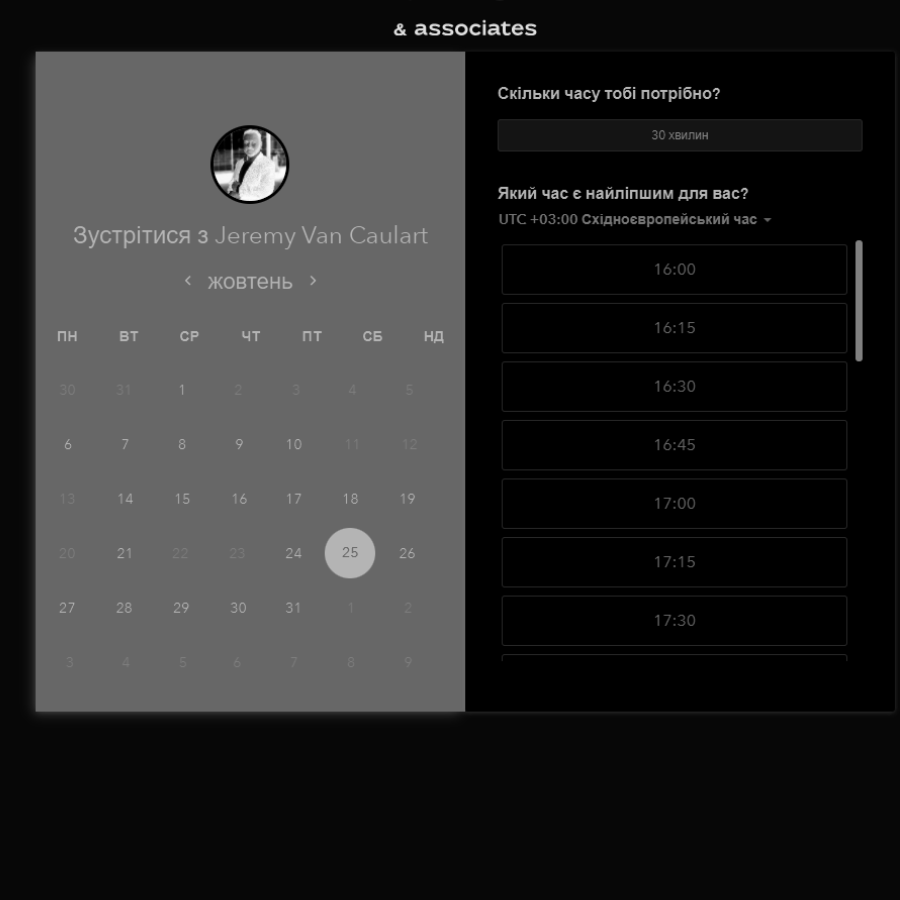 & associates
Зустрітися з Jeremy Van Caulart
жовтень
ПН ВТ СР ЧТ ПТ СБ НД
30 31 1 2 3 4 5
6 7 8 9 10 11 12
13 14 15 16 17 18 19
20 21 22 23 24 25 26
27 28 29 30 31 1 2
3 4 5 6 7 8 9
Скільки часу тобі потрібно?
30 хвилин
Який час є найліпшим для вас?
UTC +03:00 Східноєвропейський час
16:00
16:15
16:30
16:45
17:00
17:15
17:30